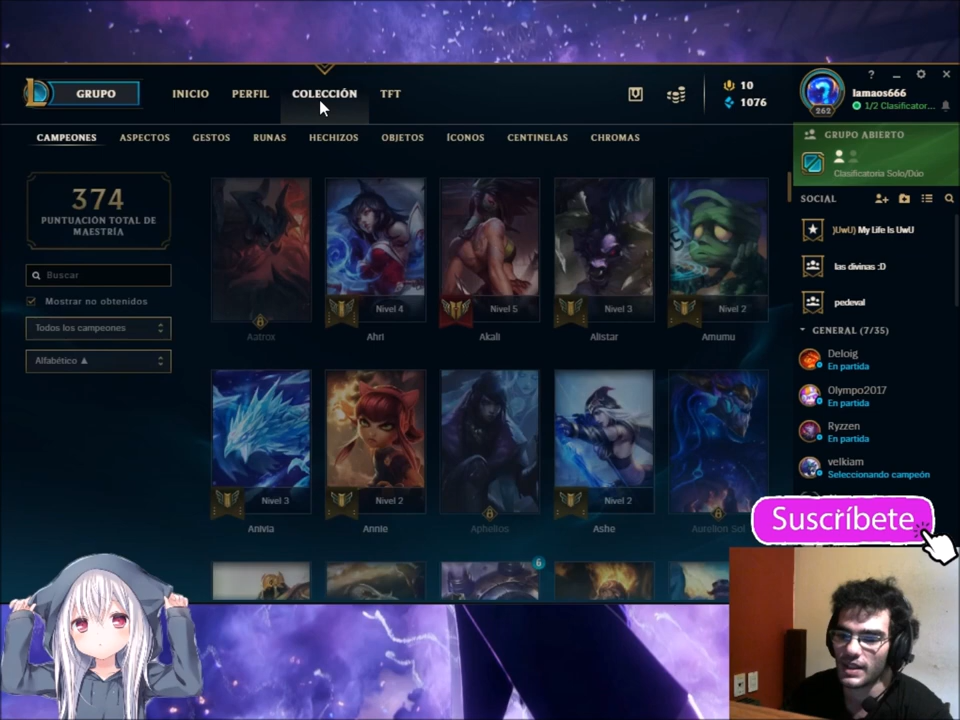 GRUPO
INICIO
PERFIL
COLECCIÓN
TFT
10
1076
?
262
lamaos666
1/2 Clasificator...
CAMPEONES
ASPECTOS
GESTOS
RUNAS
HECHIZOS
OBJETOS
ÍCONOS
CENTINELAS
CHROMAS
GRUPO ABIERTO
Clasificatoria Solo/Dúo
374
PUNTUACIÓN TOTAL DE
MAESTRÍA
Buscar
Mostrar no obtenidos
Todos los campeones
Alfabético ▲
Nivel 4
Nivel 5
Nivel 3
Nivel 2
Aatrox
Ahri
Akali
Alistar
Amumu
Nivel 3
Nivel 2
Nivel 2
Anivia
Annie
Aphelios
Ashe
Aurelion Sol
6
SOCIAL
)UwU) My Life Is UwU
las divinas :D
pedeval
GENERAL (7/35)
Deloig
En partida
Olympo2017
En partida
Ryzzen
En partida
velkiam
Seleccionando campeón
Suscríbete